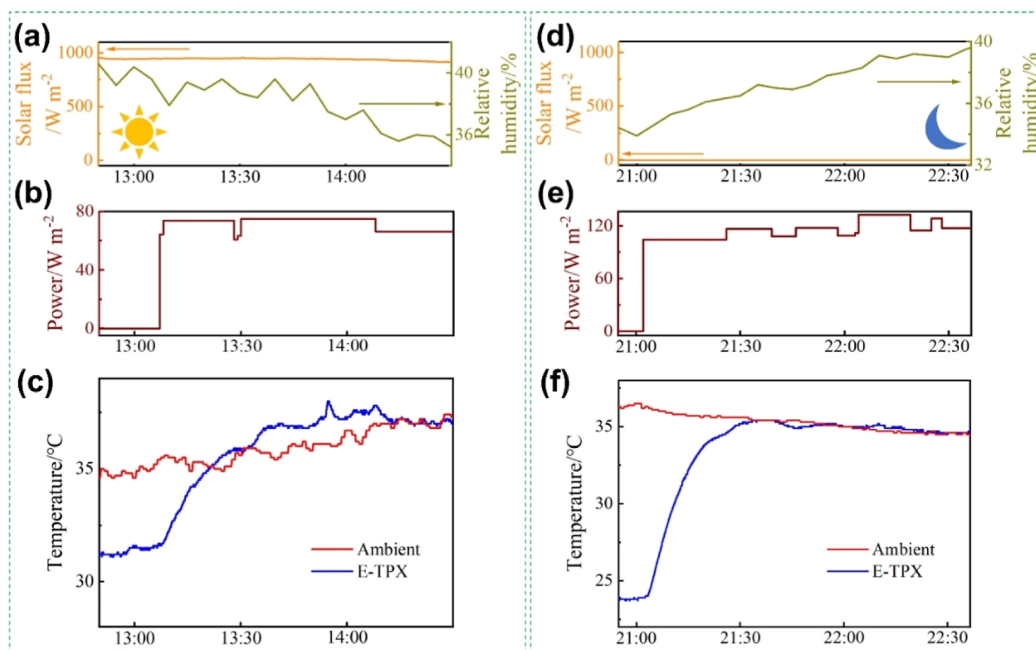 (a)
1000
500
0
Solar flux
/W m-2
40
36
Relative
humidity/%
13:00
13:30
14:00
(b)
80
60
40
20
0
Power/W m-2
13:00
13:30
14:00
(c)
35
31
Temperature/°C
Ambient
E-TPX
13:00
13:30
14:00
(d)
1000
500
0
Solar flux
/W m-2
40
36
32
Relative
humidity/%
21:00
21:30
22:00
22:30
(e)
120
90
60
30
0
Power/W m-2
21:00
21:30
22:00
22:30
(f)
35
30
25
Temperature/°C
Ambient
E-TPX
21:00
21:30
22:00
22:30